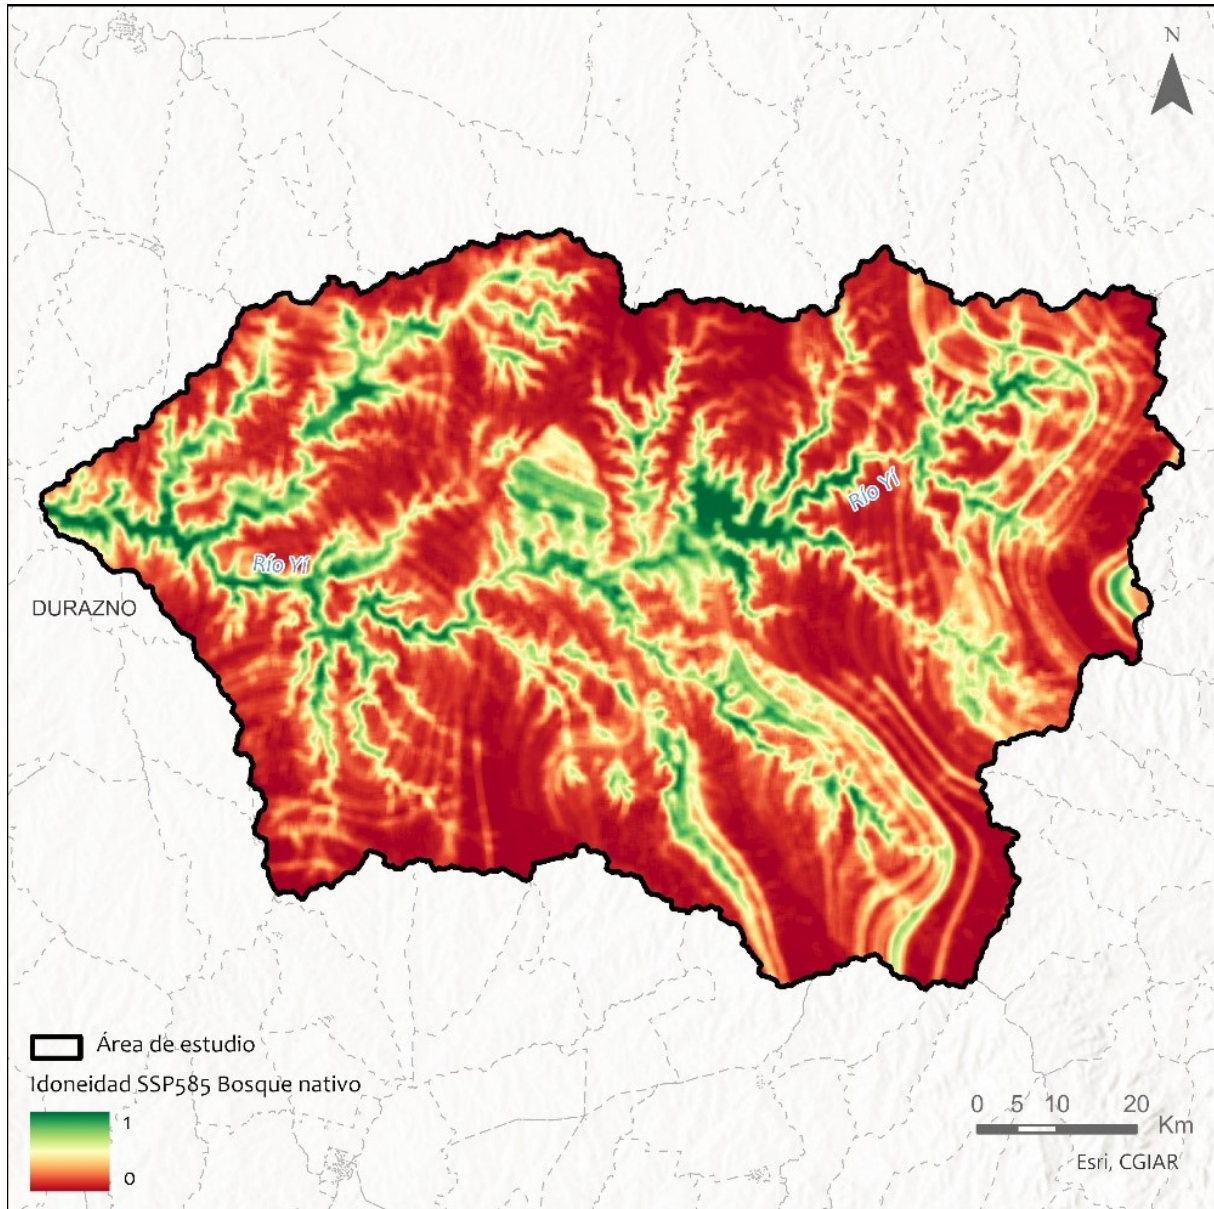 N
Río Yí
Río Yí
DURAZNO
Área de estudio
Idoneidad SSP585 Bosque nativo
1
0
0 5 10 20
Km
Esri, CGIAR